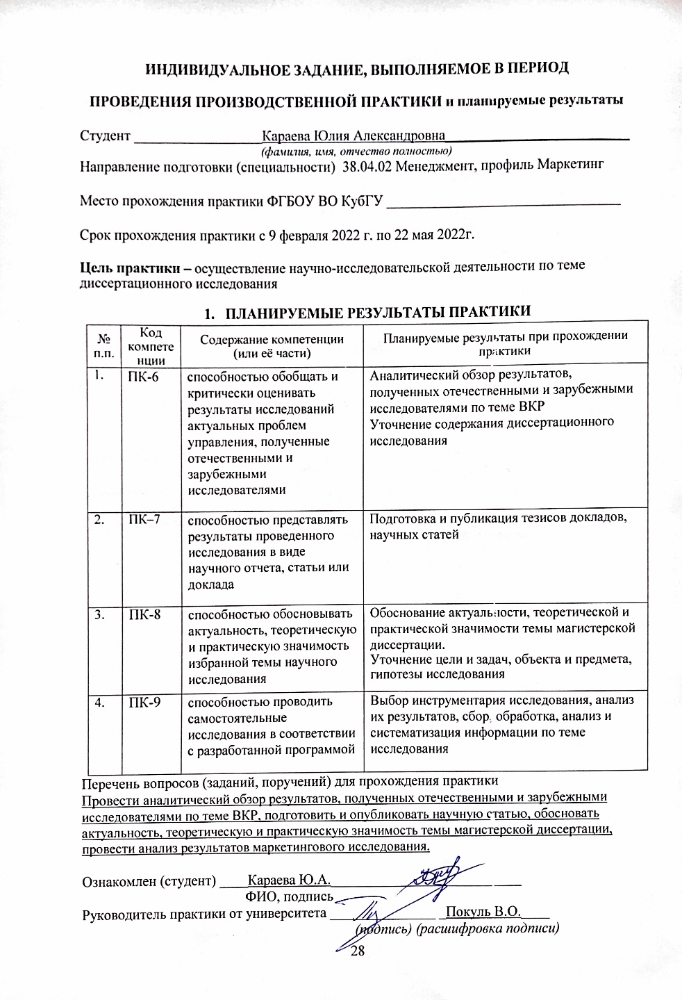 ИНДИВИДУАЛЬНОЕ ЗАДАНИЕ, ВЫПОЛНЯЕМОЕ В ПЕРИОД
ПРОВЕДЕНИЯ ПРОИЗВОДСТВЕННОЙ ПРАКТИКИ и планируемые результаты
Студент Караева Юлия Александровна
(фамилия, имя, отчество полностью)
Направление подготовки (специальности) 38.04.02 Менеджмент, профиль Маркетинг
Место прохождения практики ФГБОУ ВО КубГУ
Срок прохождения практики с 9 февраля 2022 г. по 22 мая 2022г.
Цель практики – осуществление научно-исследовательской деятельности по теме
диссертационного исследования
1. ПЛАНИРУЕМЫЕ РЕЗУЛЬТАТЫ ПРАКТИКИ
№
п.п.
Код
компете
нции
Содержание компетенции
(или её части)
Планируемые результаты при прохождении
практики
1.
ПК-6
способностью обобщать и
критически оценивать
результаты исследований
актуальных проблем
управления, полученные
отечественными и
зарубежными
исследователями
Аналитический обзор результатов,
полученных отечественными и зарубежными
исследователями по теме ВКР
Уточнение содержания диссертационного
исследования
2.
ПК–7
способностью представлять
результаты проведенного
исследования в виде
научного отчета, статьи или
доклада
Подготовка и публикация тезисов докладов,
научных статей
3.
ПК-8
способностью обосновывать
актуальность, теоретическую
и практическую значимость
избранной темы научного
исследования
Обоснование актуальности, теоретической и
практической значимости темы магистерской
диссертации.
Уточнение цели и задач, объекта и предмета,
гипотезы исследования
4.
ПК-9
способностью проводить
самостоятельные
исследования в соответствии
с разработанной программой
Выбор инструментария исследования, анализ
их результатов, сбор, обработка, анализ и
систематизация информации по теме
исследования
Перечень вопросов (заданий, поручений) для прохождения практики
Провести аналитический обзор результатов, полученных отечественными и зарубежными
исследователями по теме ВКР, подготовить и опубликовать научную статью, обосновать
актуальность, теоретическую и практическую значимость темы магистерской диссертации,
провести анализ результатов маркетингового исследования.
Ознакомлен (студент) Караева Ю.А.
ФИО, подпись
Руководитель практики от университета Покуль В.О.
(подпись) (расшифровка подписи)
28